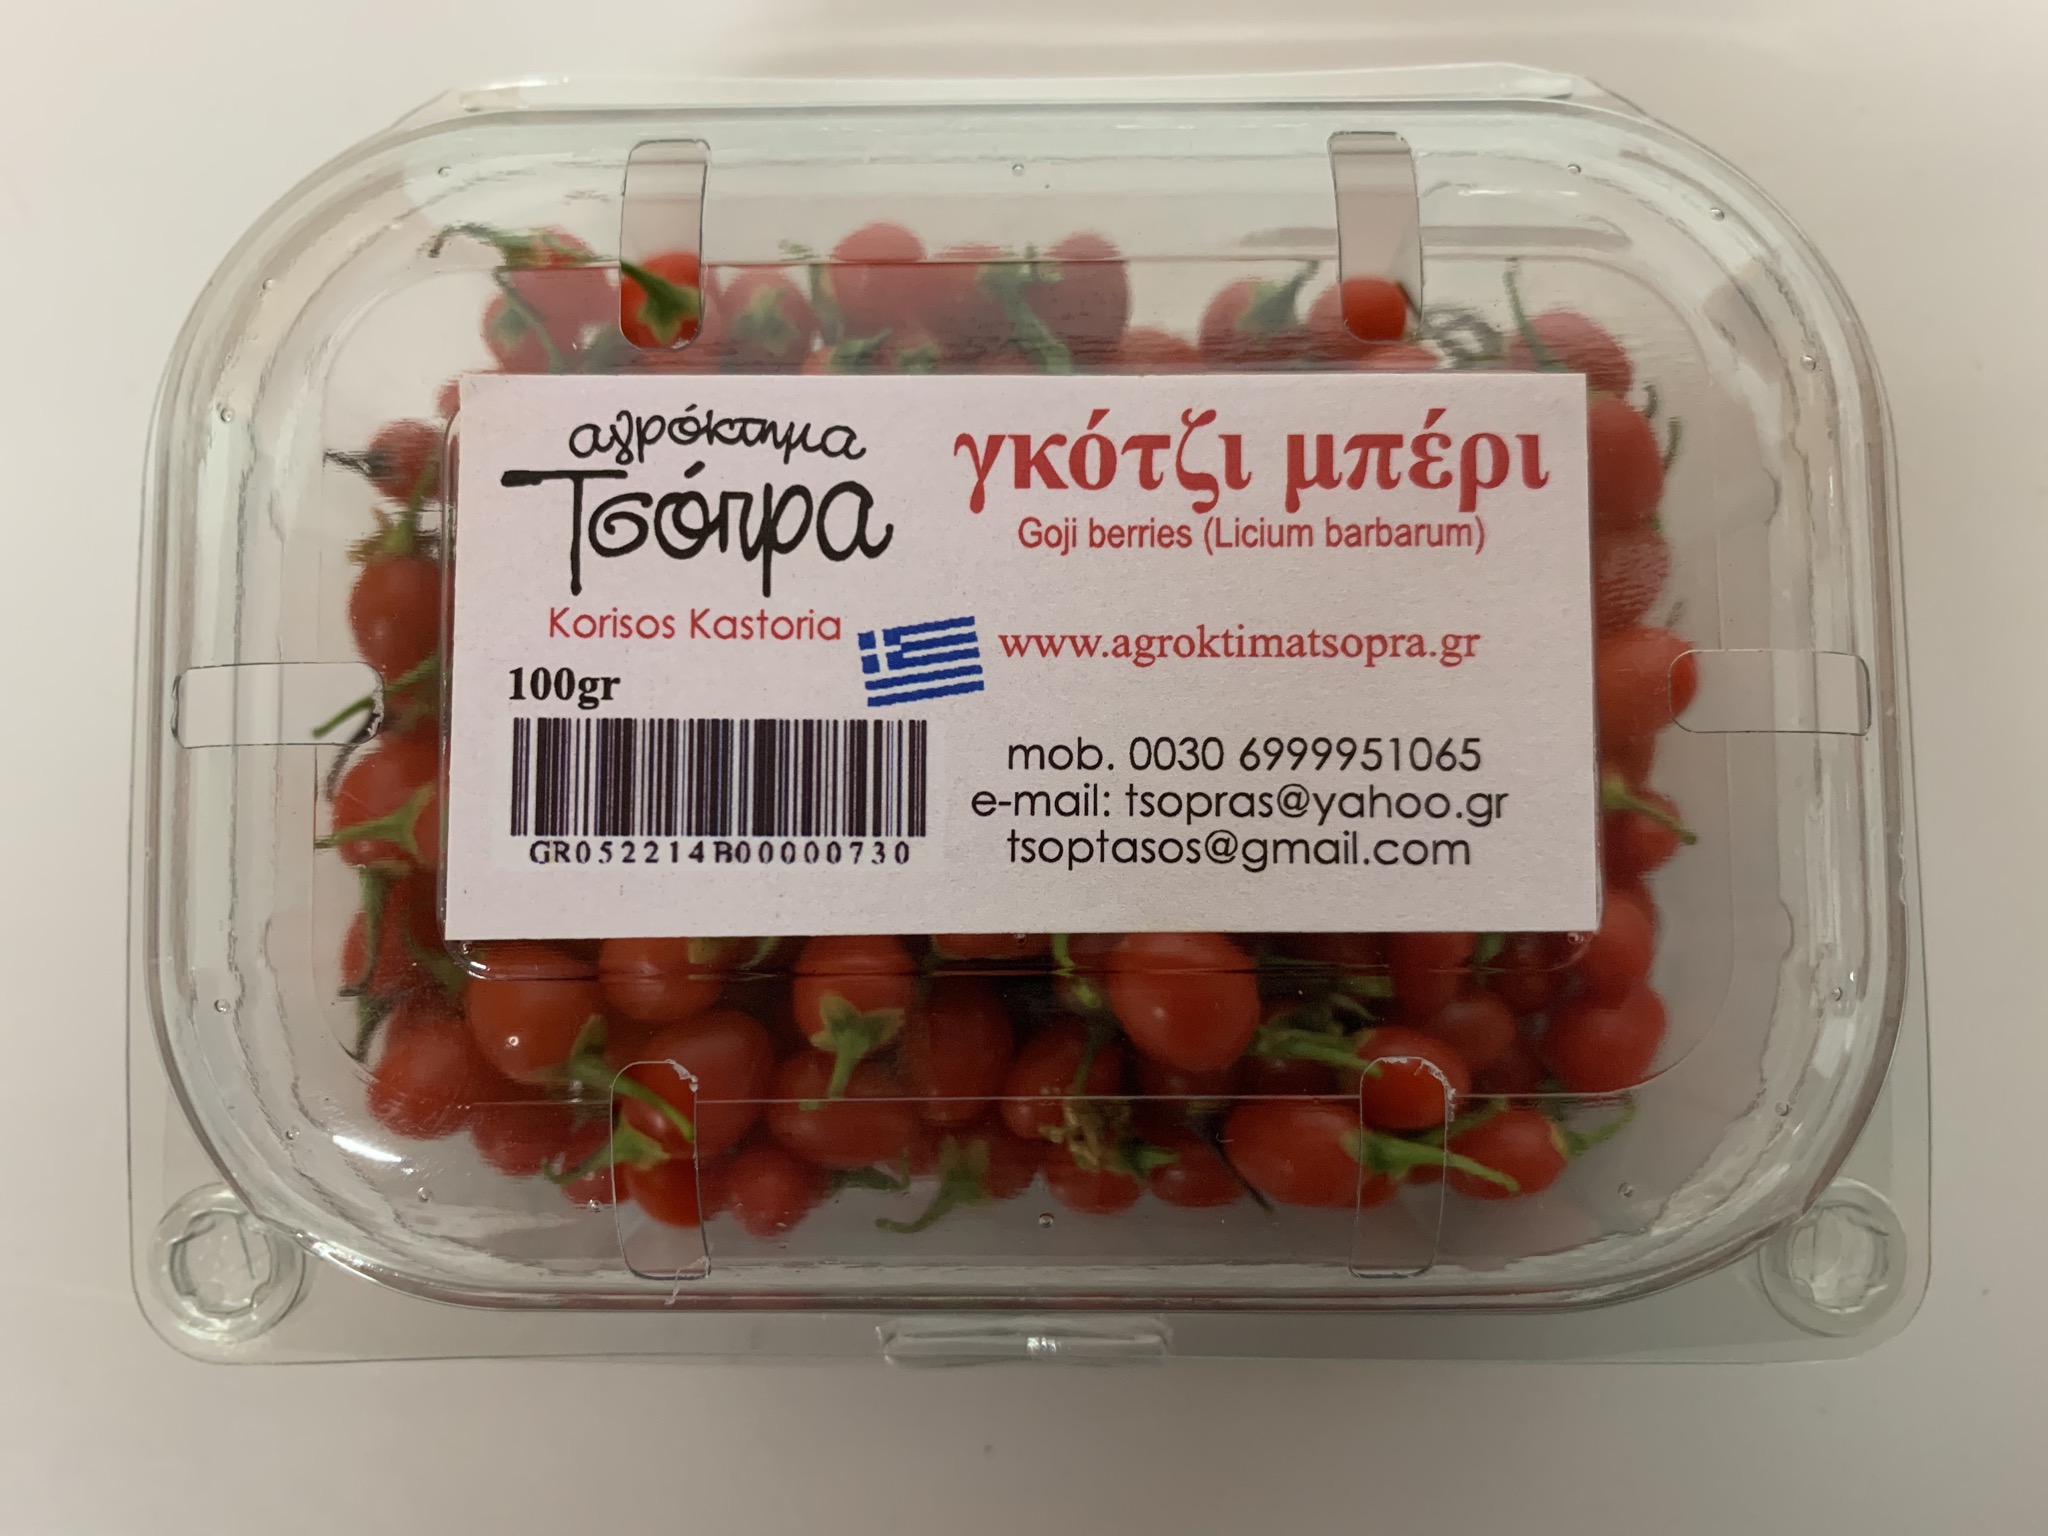 αγρόκτημα
Τσόπρα
Korisos Kastoria
100gr
GR052214B00000730
γκότζι μπέρι
Goji berries (Licium barbarum)
www.agroktimatsopra.gr
mob. 0030 6999951065
e-mail: tsopras@yahoo.gr
tsoptasos@gmail.com